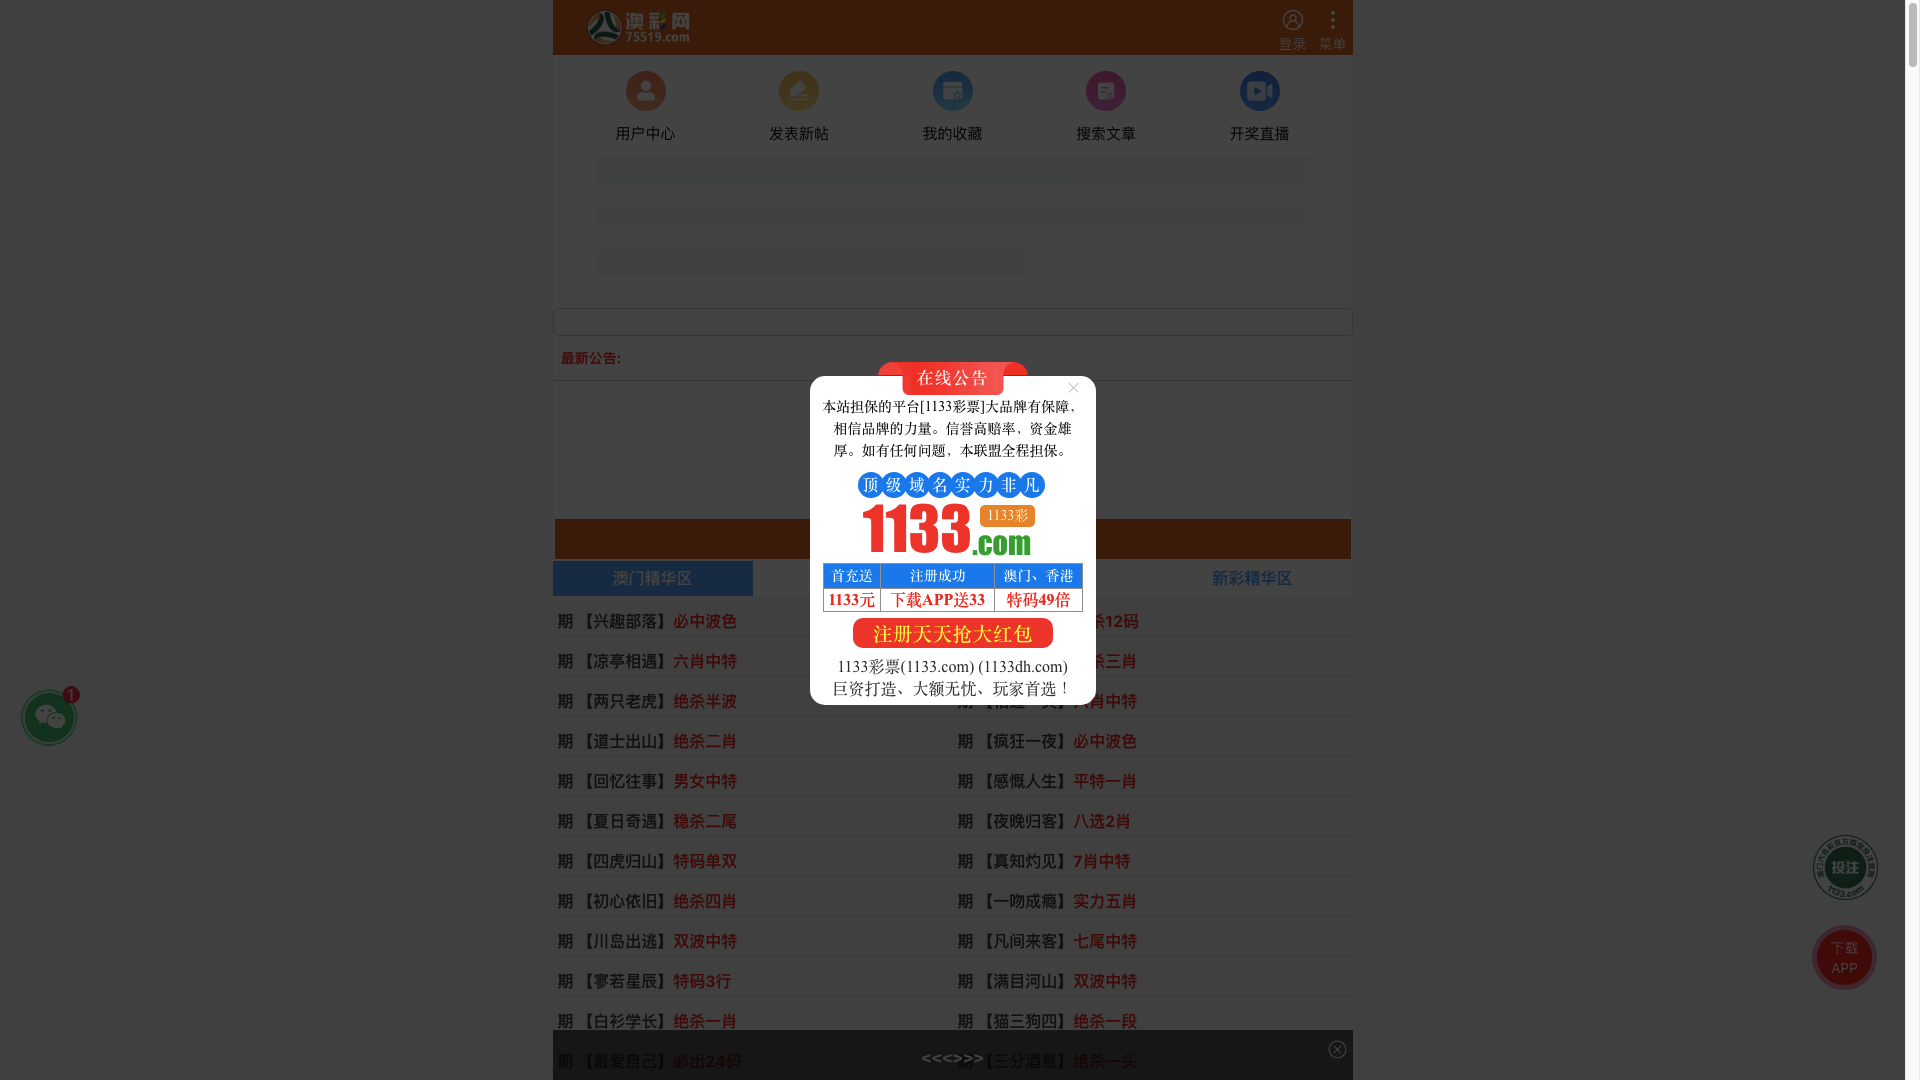 澳彩网
75519.com
登录
菜单
用户中心
发表新帖
我的收藏
搜索文章
开奖直播
最新公告:
在线公告
本站担保的平台[1133彩票]大品牌有保障，
相信品牌的力量。信誉高赔率，资金雄
厚。如有任何问题，本联盟全程担保。
顶级域名实力非凡
1133.com
1133彩
首充送 注册成功 澳门、香港
1133元 下载APP送33 特码49倍
注册天天抢大红包
1133彩票(1133.com) (1133dh.com)
巨资打造、大额无忧、玩家首选！
澳门精华区
新彩精华区
期 【兴趣部落】必中波色
杀12码
期 【凉亭相遇】六肖中特
杀三肖
期 【两只老虎】绝杀半波
肖中特
期 【道士出山】绝杀二肖
期 【疯狂一夜】必中波色
期 【回忆往事】男女中特
期 【感慨人生】平特一肖
期 【夏日奇遇】稳杀二尾
期 【夜晚归客】八选2肖
期 【四虎归山】特码单双
期 【真知灼见】7肖中特
期 【初心依旧】绝杀四肖
期 【一吻成瘾】实力五肖
期 【川岛出逃】双波中特
期 【凡间来客】七尾中特
期 【寥若星辰】特码3行
期 【满目河山】双波中特
期 【白衫学长】绝杀一肖
期 【猫三狗四】绝杀一段
期 【最爱自己】必出24码
【三分酒意】绝杀一头
<<<>>>
1
投注
1133.com
下载
APP